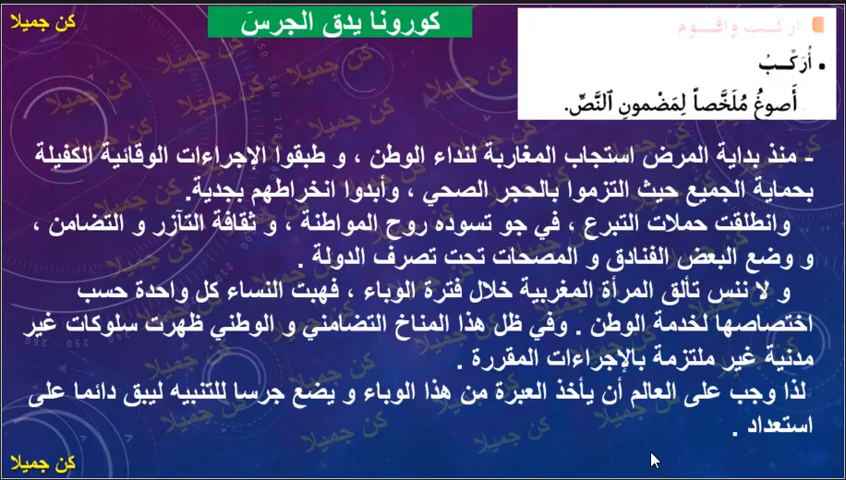 كن جميلا
كورونا يدق الجرسَ
اركب واقوم
• أُرَكِّبُ
أَصوغُ مُلَخَّصاً لِمَضْمونِ ٱلنَّصِّ.
- منذ بداية المرض استجاب المغاربة لنداء الوطن ، و طبقوا الإجراءات الوقائية الكفيلة
بحماية الجميع حيث التزموا بالحجر الصحي ، وأبدوا انخراطهم بجدية.
وانطلقت حملات التبرع ، في جو تسوده روح المواطنة ، و ثقافة التآزر و التضامن ،
و وضع البعض الفنادق و المصحات تحت تصرف الدولة .
و لا ننس تألق المرأة المغربية خلال فترة الوباء ، فهبت النساء كل واحدة حسب
اختصاصها لخدمة الوطن . وفي ظل هذا المناخ التضامني و الوطني ظهرت سلوكات غير
مدنية غير ملتزمة بالإجراءات المقررة .
لذا وجب على العالم أن يأخذ العبرة من هذا الوباء و يضع جرسا للتنبيه ليبق دائما على
استعداد .
كن جميلا